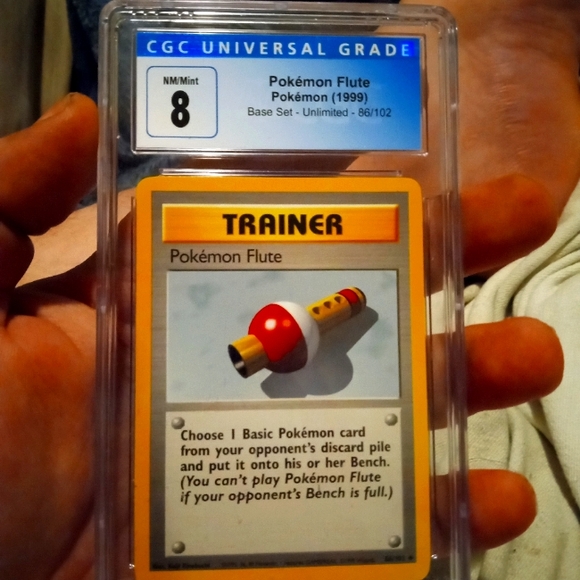 CGC UNIVERSAL GRADE
NM/Mint
8
Pokémon Flute
Pokémon (1999)
Base Set - Unlimited - 86/102
TRAINER
Pokémon Flute
Choose 1 Basic Pokémon card
from your opponent's discard pile
and put it onto his or her Bench.
(You can't play Pokémon Flute
if your opponent's Bench is full.)